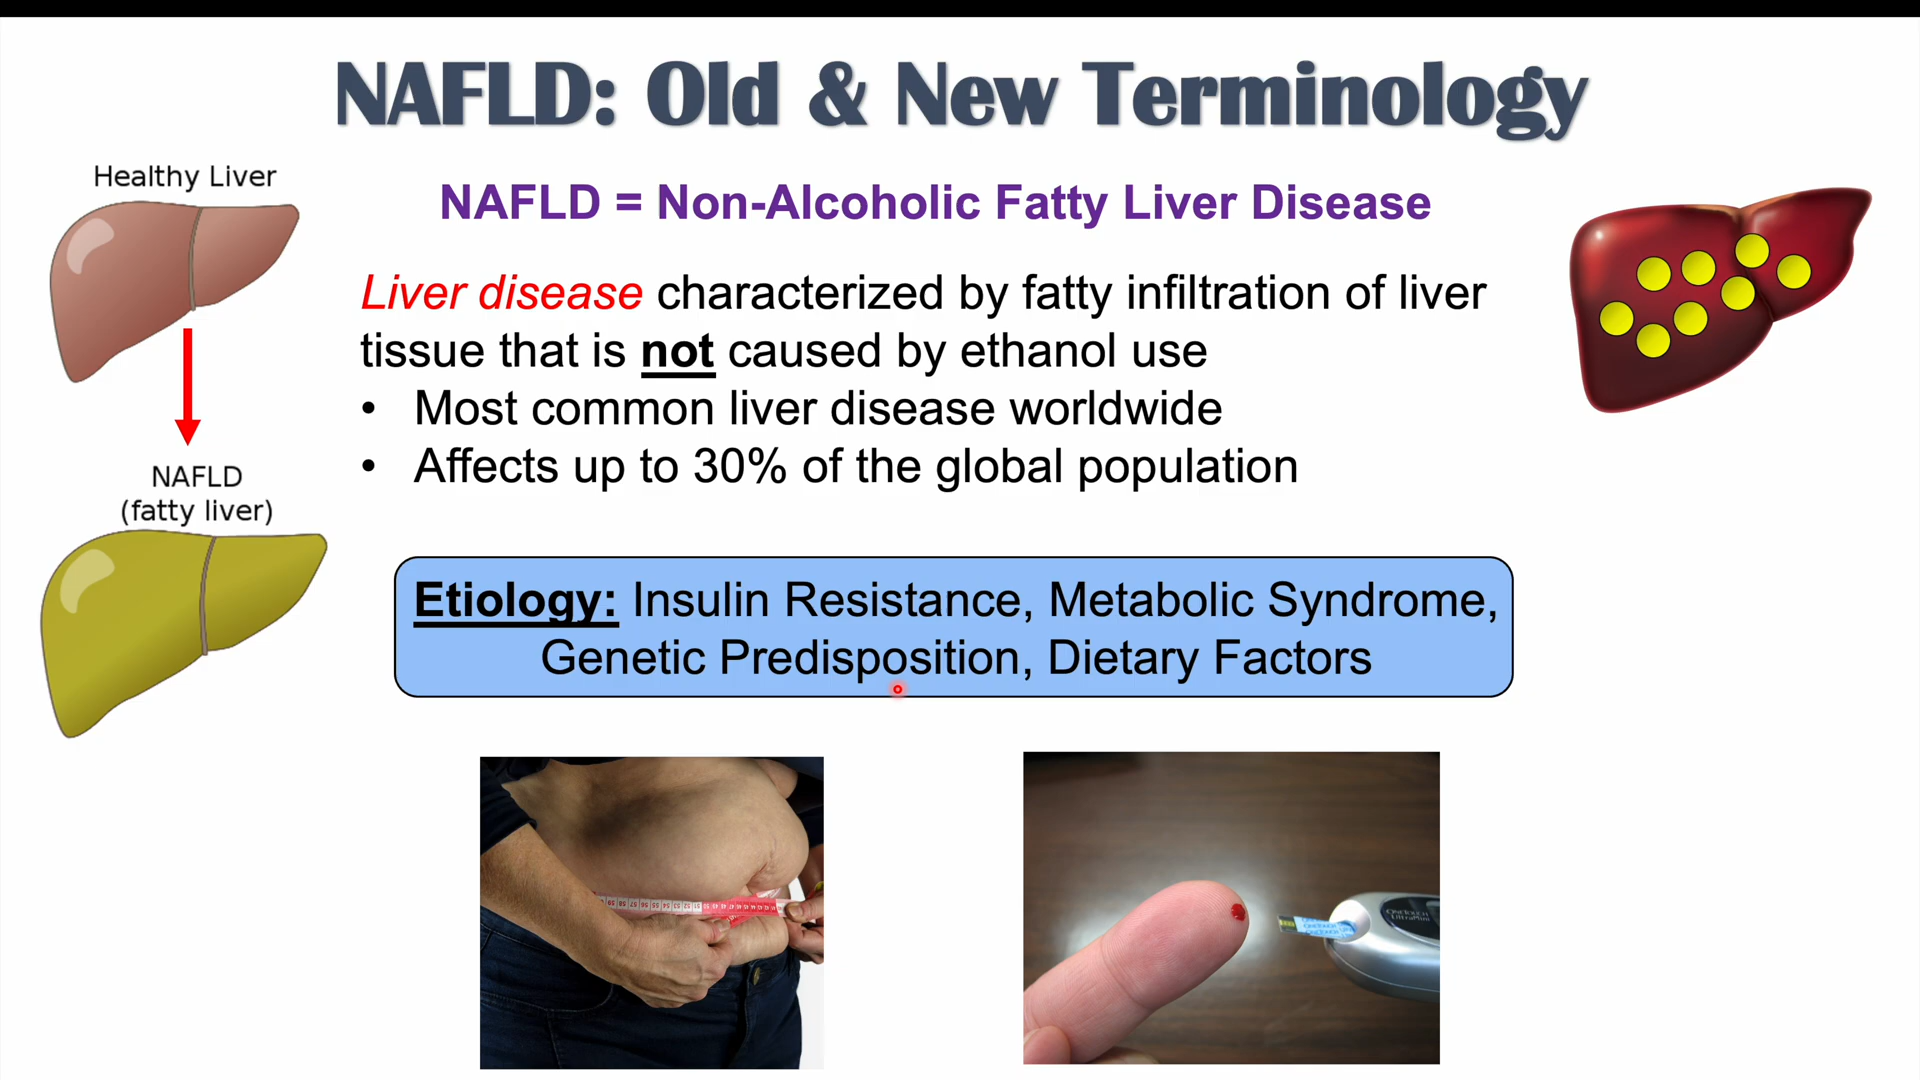 NAFLD: Old & New Terminology
Healthy Liver
NAFLD = Non-Alcoholic Fatty Liver Disease
Liver disease characterized by fatty infiltration of liver
tissue that is not caused by ethanol use
• Most common liver disease worldwide
• Affects up to 30% of the global population
NAFLD
(fatty liver)
Etiology: Insulin Resistance, Metabolic Syndrome,
Genetic Predisposition, Dietary Factors
ONETOUCH
UltraMini